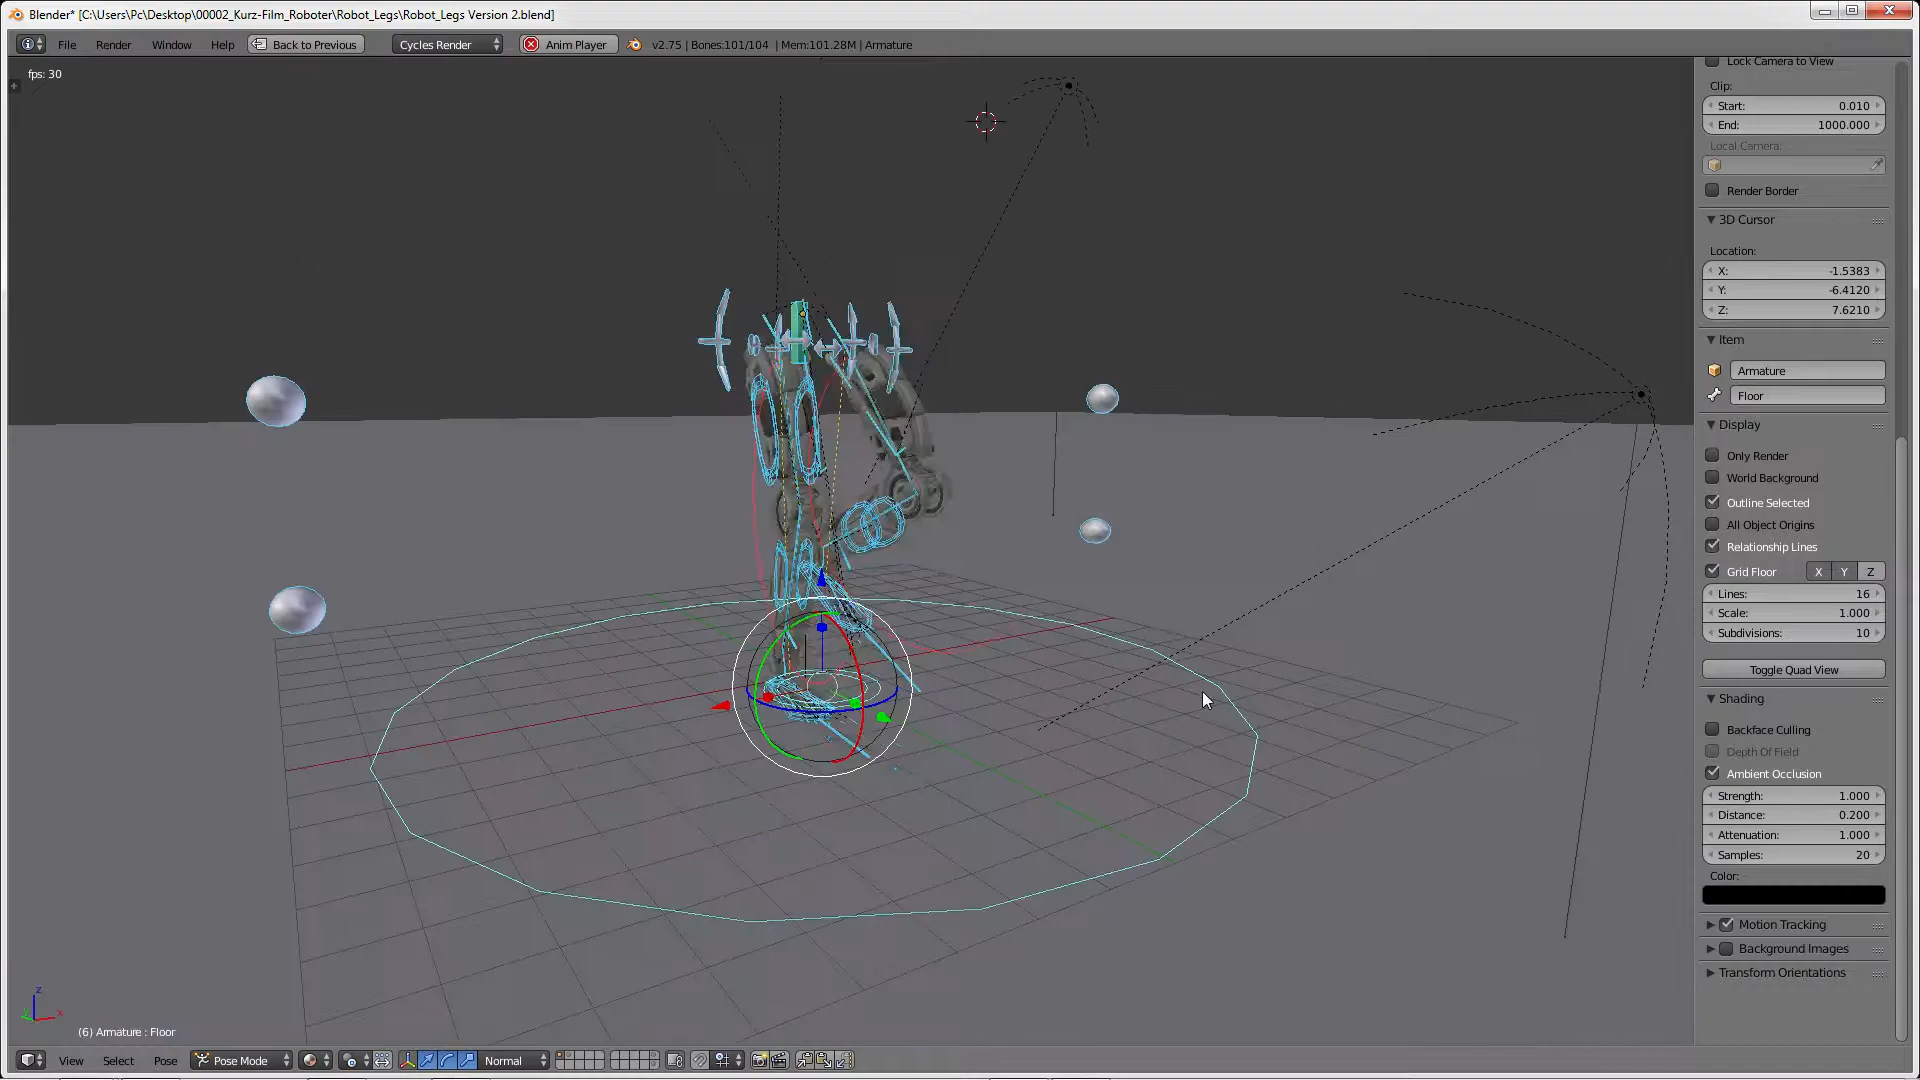 Blender* [C:\Users\Pc\Desktop\00002_Kurz-Film_Roboter\Robot_Legs\Robot_Legs Version 2.blend]
File Render Window Help Back to Previous Cycles Render Anim Player v2.75 | Bones:101/104 | Mem:101.28M | Armature
fps: 30
Lock Camera to View
Clip:
Start: 0.010
End: 1000.000
Local Camera:
Render Border
3D Cursor
Location:
X: -1.5383
Y: -6.4120
Z: 7.6210
Item
Armature
Floor
Display
Only Render
World Background
Outline Selected
All Object Origins
Relationship Lines
Grid Floor X Y Z
Lines: 16
Scale: 1.000
Subdivisions: 10
Toggle Quad View
Shading
Backface Culling
Depth Of Field
Ambient Occlusion
Strength: 1.000
Distance: 0.200
Attenuation: 1.000
Samples: 20
Color:
Motion Tracking
Background Images
Transform Orientations
z
y x
(6) Armature : Floor
View Select Pose Pose Mode Normal